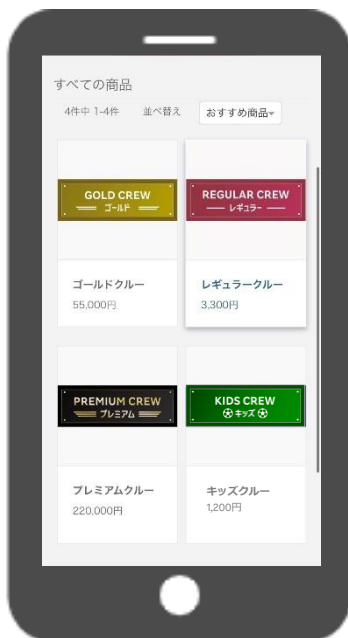 すべての商品
4件中 1-4件 並べ替え おすすめ商品
GOLD CREW
ゴールド
REGULAR CREW
レギュラー
ゴールドクルー
55,000円
レギュラークルー
3,300円
PREMIUM CREW
プレミアム
KIDS CREW
キッズ
プレミアムクルー
220,000円
キッズクルー
1,200円